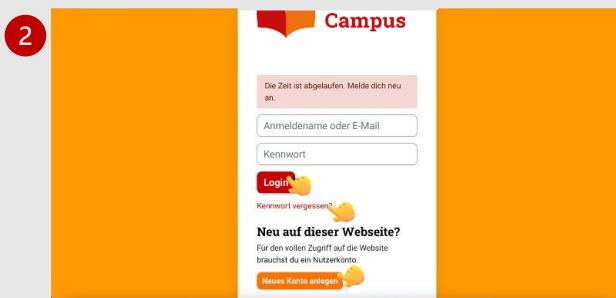 2
Campus
Die Zeit ist abgelaufen. Melde dich neu
an.
Anmeldename oder E-Mail
Kennwort
Login
Kennwort vergessen?
Neu auf dieser Webseite?
Für den vollen Zugriff auf die Website
brauchst du ein Nutzerkonto.
Neues Konto anlegen